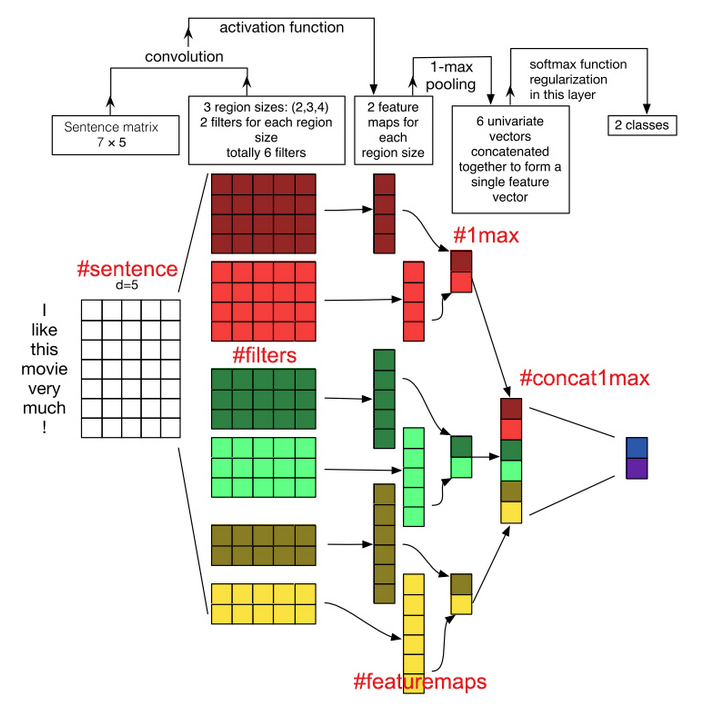 activation function
convolution
1-max
pooling
softmax function
regularization
in this layer
Sentence matrix
7 × 5
3 region sizes: (2,3,4)
2 filters for each region
size
totally 6 filters
2 feature
maps for
each
region size
6 univariate
vectors
concatenated
together to form a
single feature
vector
2 classes
#sentence
d=5
I
like
this
movie
very
much
!
#filters
#1max
#concat1max
#featuremaps